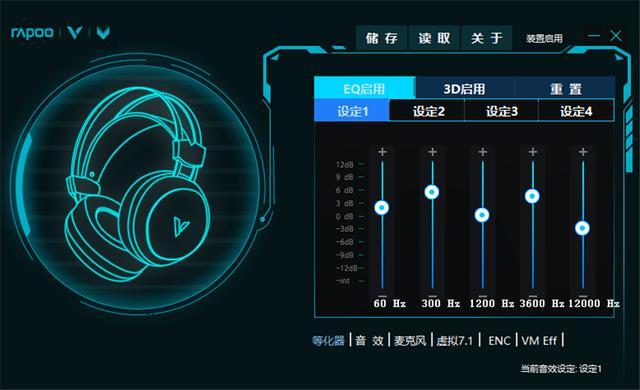 rapoo 储存 读取 关于 装置启用
EQ启用 3D启用 重置
设定1 设定2 设定3 设定4
12dB
9 dB
6 dB
3 dB
0 dB
-3dB
-6dB
-9dB
-12dB
-int
60 Hz 300 Hz 1200 Hz 3600 Hz 12000 Hz
等化器 音效 麦克风 虚拟7.1 ENC VM Eff
当前音效设定: 设定1